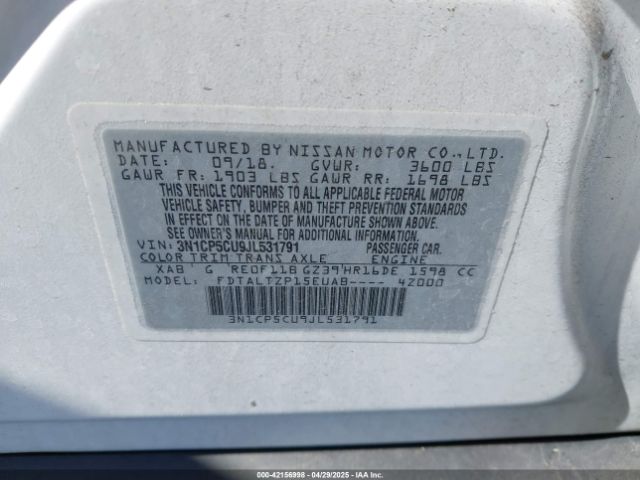 MANUFACTURED BY NISSAN MOTOR CO.,LTD.
DATE: 09/18. GVWR: 3600 LBS
GAWR FR: 1903 LBS GAWR RR: 1698 LBS
THIS VEHICLE CONFORMS TO ALL APPLICABLE FEDERAL MOTOR
VEHICLE SAFETY, BUMPER AND THEFT PREVENTION STANDARDS
IN EFFECT ON THE DATE OF MANUFACTURE SHOWN ABOVE.
SEE OWNER'S MANUAL FOR ADDITIONAL INFORMATION
VIN: 3N1CP5CU9JL531791 PASSENGER CAR.
COLOR TRIM TRANS AXLE ENGINE
XAB G RE0F11B GZ39 HR16DE 1598 CC
FDTALTZP15EUAB---- 42000
3N1CP5CU9JL531791
000-42156998 04/29/2025 IAA Inc. Copyright